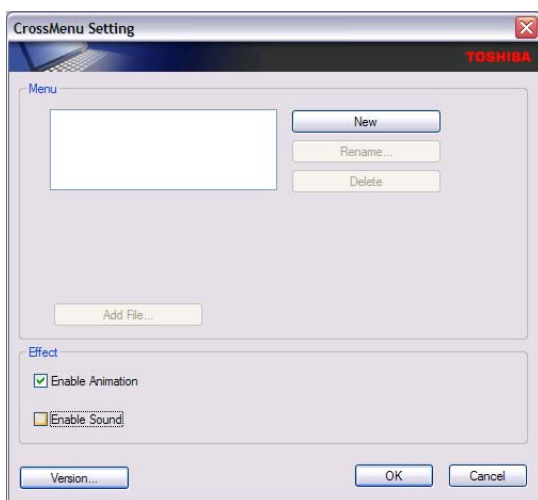 CrossMenu Setting
TOSHIBA
Menu
New
Rename...
Delete
Add File...
Effect
Enable Animation
Enable Sound
Version...
OK
Cancel